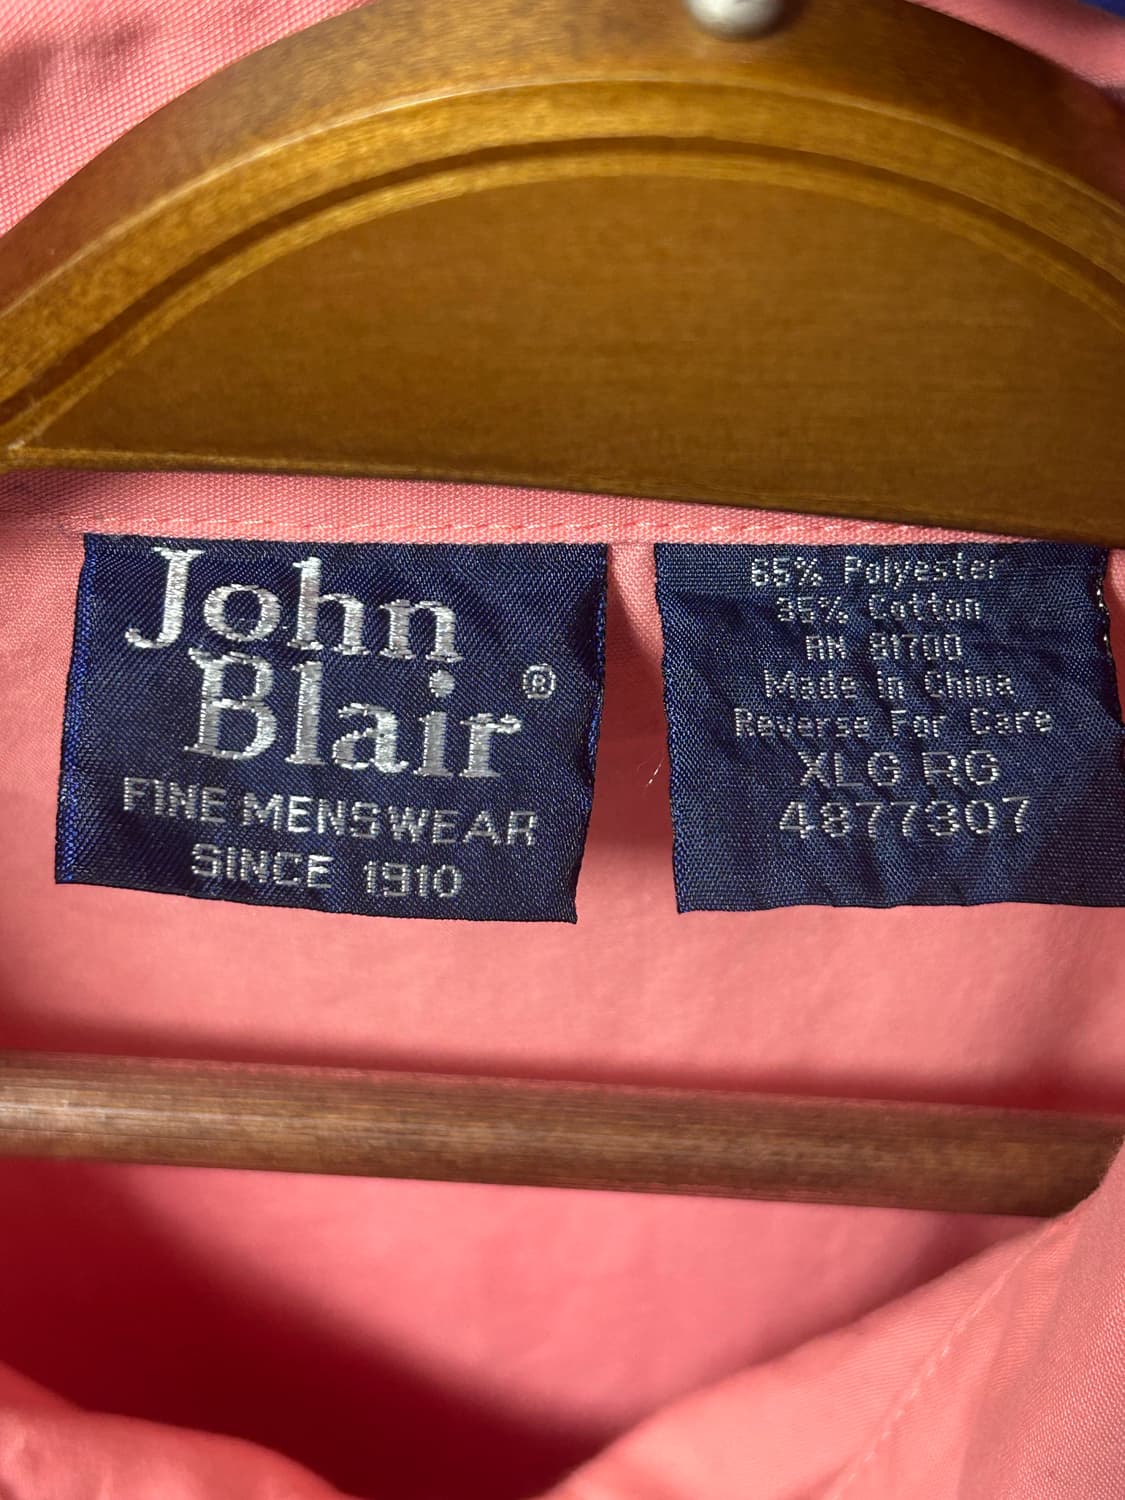 John
Blair ®
FINE MENSWEAR
SINCE 1910
65% Polyester
35% Cotton
RN 81700
Made in China
Reverse For Care
XLG RG
4877307